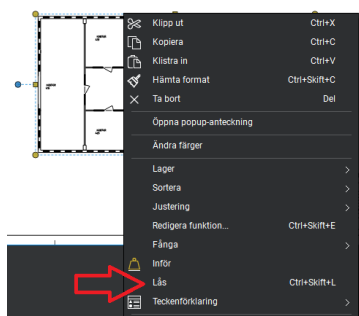 Klipp ut Ctrl+X
Kopiera Ctrl+C
Klistra in Ctrl+V
Hämta format Ctrl+Skift+C
Ta bort Del
Öppna popup-anteckning
Ändra färger
Lager
Sortera
Justering
Redigera funktion... Ctrl+Skift+E
Fånga
Inför
Lås Ctrl+Skift+L
Teckenförklaring